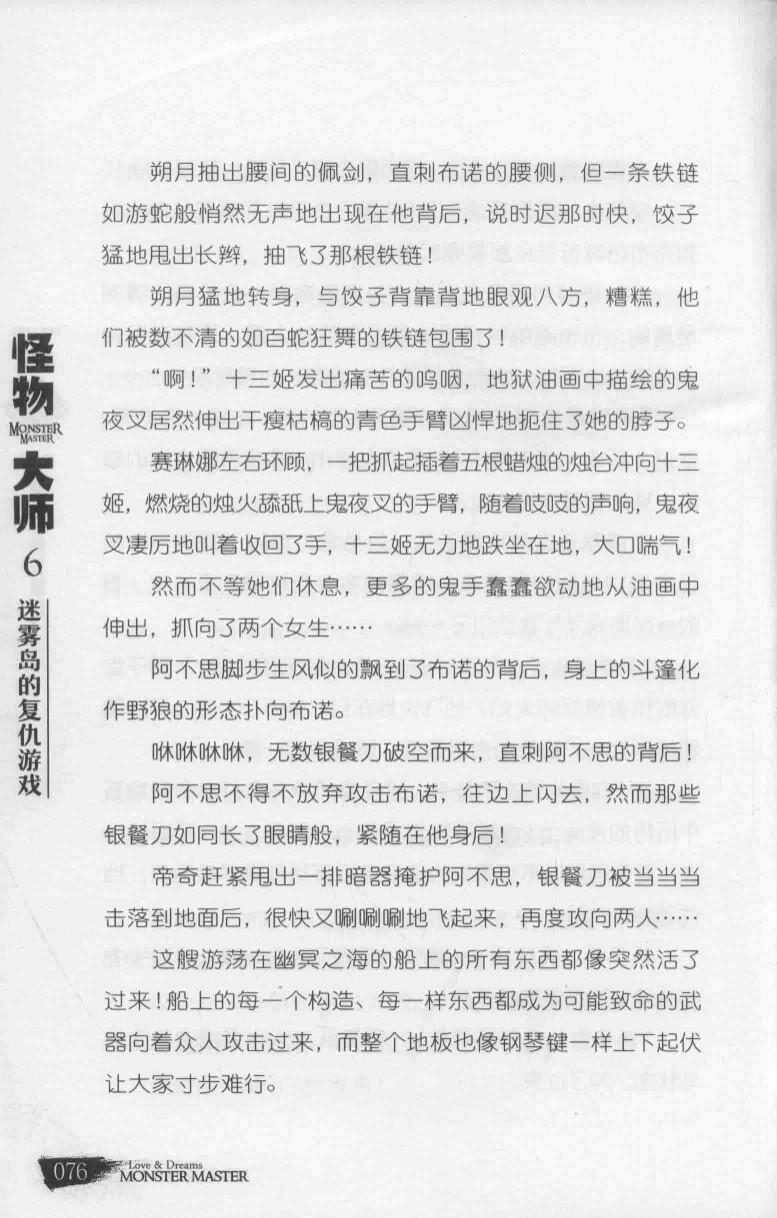 朔月抽出腰间的佩剑，直刺布诺的腰侧，但一条铁链
如游蛇般悄然无声地出现在他背后，说时迟那时快，饺子
猛地甩出长辫，抽飞了那根铁链！
朔月猛地转身，与饺子背靠背地眼观八方，糟糕，他
们被数不清的如百蛇狂舞的铁链包围了！
“啊！”十三姬发出痛苦的呜咽，地狱油画中描绘的鬼
夜叉居然伸出干瘦枯槁的青色手臂凶悍地扼住了她的脖子。
赛琳娜左右环顾，一把抓起插着五根蜡烛的烛台冲向十三
姬，燃烧的烛火舔舐上鬼夜叉的手臂，随着吱吱的声响，鬼夜
叉凄厉地叫着收回了手，十三姬无力地跌坐在地，大口喘气！
然而不等她们休息，更多的鬼手蠢蠢欲动地从油画中
伸出，抓向了两个女生……
阿不思脚步生风似的飘到了布诺的背后，身上的斗篷化
作野狼的形态扑向布诺。
咻咻咻咻，无数银餐刀破空而来，直刺阿不思的背后！
阿不思不得不放弃攻击布诺，往边上闪去，然而那些
银餐刀如同长了眼睛般，紧随在他身后！
帝奇赶紧甩出一排暗器掩护阿不思，银餐刀被当当当
击落到地面后，很快又唰唰唰地飞起来，再度攻向两人……
这艘游荡在幽冥之海的船上的所有东西都像突然活了
过来！船上的每一个构造、每一样东西都成为可能致命的武
器向着众人攻击过来，而整个地板也像钢琴键一样上下起伏
让大家寸步难行。
怪物
MONSTER
MASTER
大师
6
迷雾岛的复仇游戏
076
Love & Dreams
MONSTER MASTER